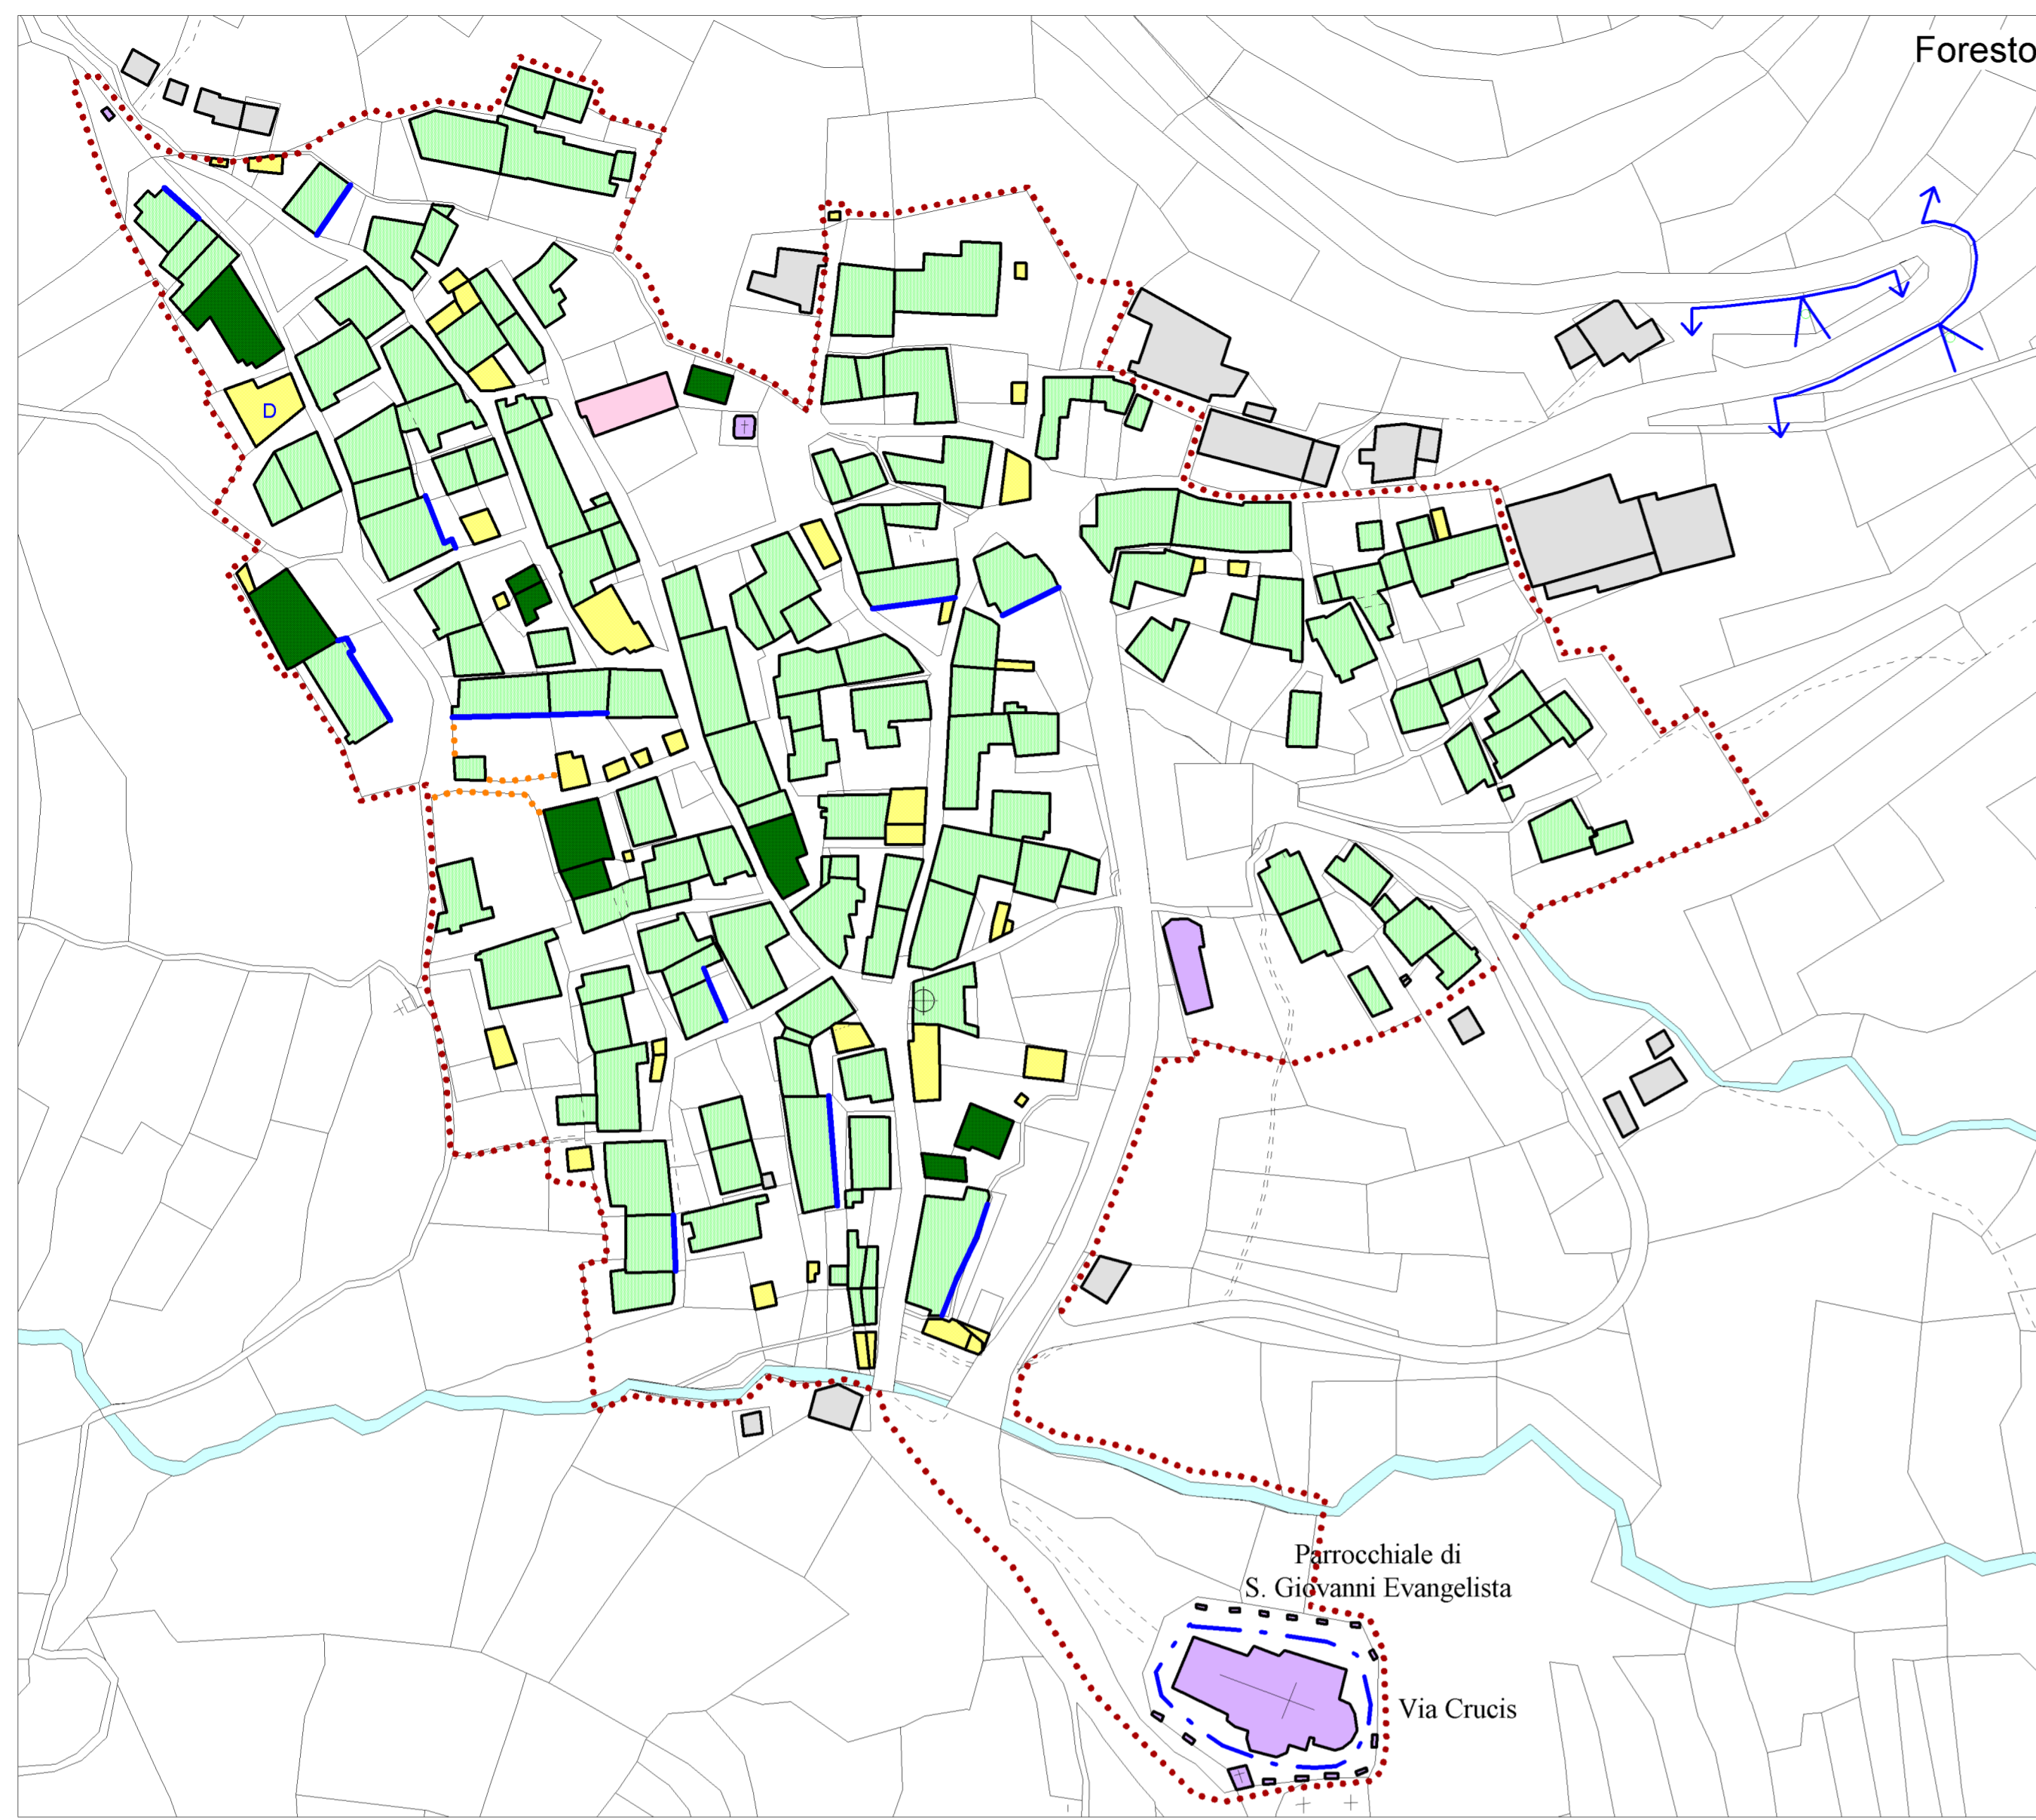 Foresto
D
Parrocchiale di
S. Giovanni Evangelista
Via Crucis